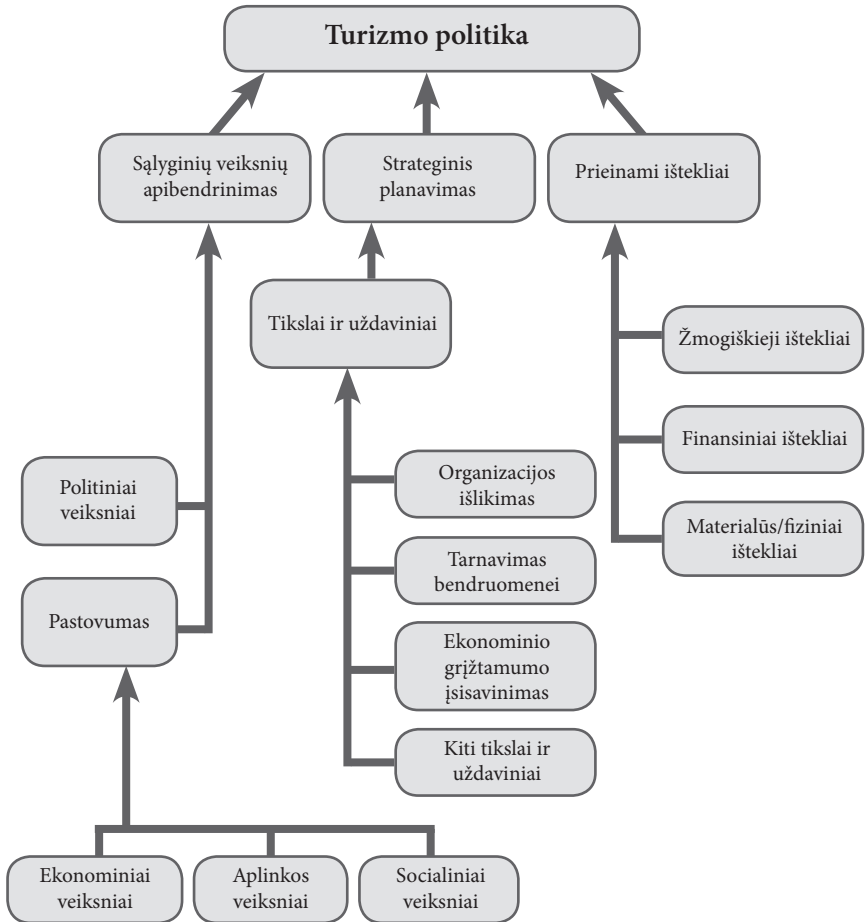 Turizmo politika
Sąlyginių veiksnių
apibendrinimas
Strateginis
planavimas
Prieinami ištekliai
Tikslai ir uždaviniai
Žmogiškieji ištekliai
Finansiniai ištekliai
Materialūs/fiziniai
ištekliai
Organizacijos
išlikimas
Tarnavimas
bendruomenei
Ekonominio
grįžtamumo
įsisavinimas
Kiti tikslai ir
uždaviniai
Politiniai
veiksniai
Pastovumas
Ekonominiai
veiksniai
Aplinkos
veiksniai
Socialiniai
veiksniai